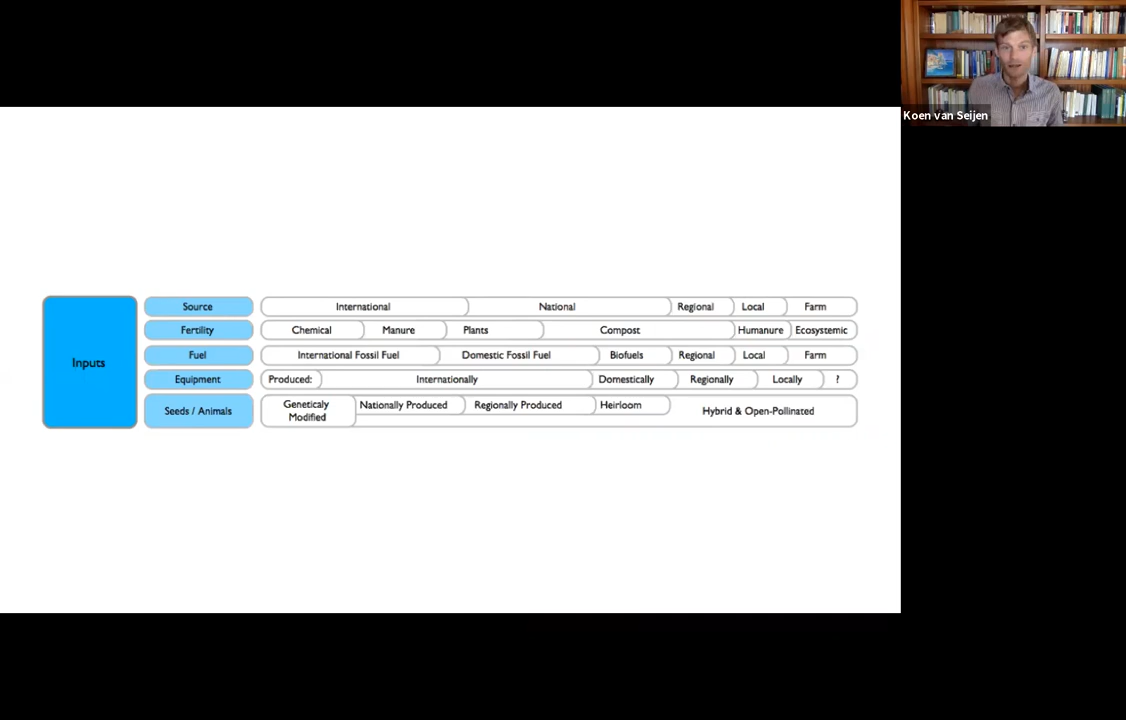 Koen van Seijen
Inputs
Source International National Regional Local Farm
Fertility Chemical Manure Plants Compost Humanure Ecosystemic
Fuel International Fossil Fuel Domestic Fossil Fuel Biofuels Regional Local Farm
Equipment Produced: Internationally Domestically Regionally Locally ?
Seeds / Animals Geneticaly Modified Nationally Produced Regionally Produced Heirloom Hybrid & Open-Pollinated